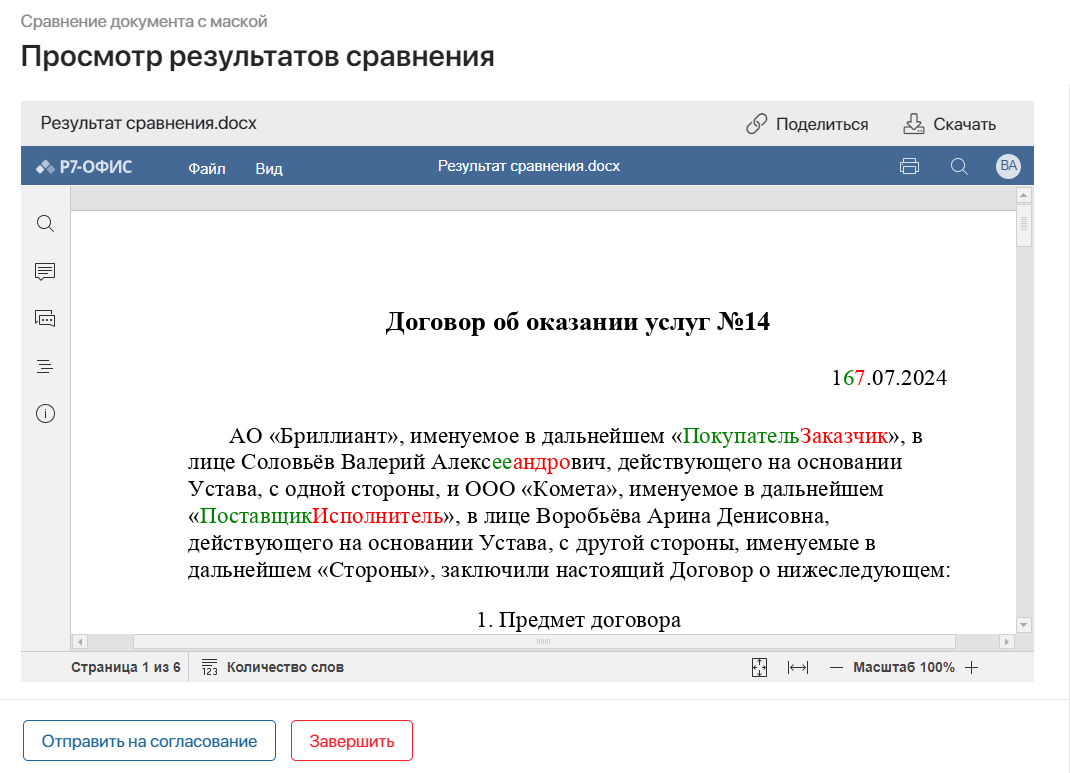 Сравнение документа с маской
Просмотр результатов сравнения
Результат сравнения.docx
Поделиться
Скачать
Р7-ОФИС
Файл
Вид
Результат сравнения.docx
ВА
Договор об оказании услуг №14
167.07.2024
АО «Бриллиант», именуемое в дальнейшем «ПокупательЗаказчик», в
лице Соловьёв Валерий Алексееандрович, действующего на основании
Устава, с одной стороны, и ООО «Комета», именуемое в дальнейшем
«ПоставщикИсполнитель», в лице Воробьёва Арина Денисовна,
действующего на основании Устава, с другой стороны, именуемые в
дальнейшем «Стороны», заключили настоящий Договор о нижеследующем:
1. Предмет договора
Страница 1 из 6
123
Количество слов
Масштаб 100%
Отправить на согласование
Завершить